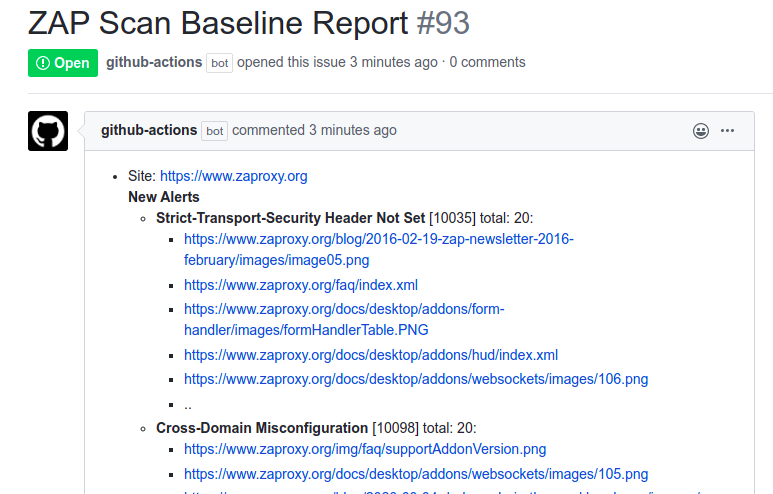 ZAP Scan Baseline Report #93
Open github-actions bot opened this issue 3 minutes ago · 0 comments
github-actions bot commented 3 minutes ago
• Site: https://www.zaproxy.org
New Alerts
Strict-Transport-Security Header Not Set [10035] total: 20:
https://www.zaproxy.org/blog/2016-02-19-zap-newsletter-2016-
february/images/image05.png
https://www.zaproxy.org/faq/index.xml
https://www.zaproxy.org/docs/desktop/addons/form-
handler/images/formHandlerTable.PNG
https://www.zaproxy.org/docs/desktop/addons/hud/index.xml
https://www.zaproxy.org/docs/desktop/addons/websockets/images/106.png
..
Cross-Domain Misconfiguration [10098] total: 20:
https://www.zaproxy.org/img/faq/supportAddonVersion.png
https://www.zaproxy.org/docs/desktop/addons/websockets/images/105.png